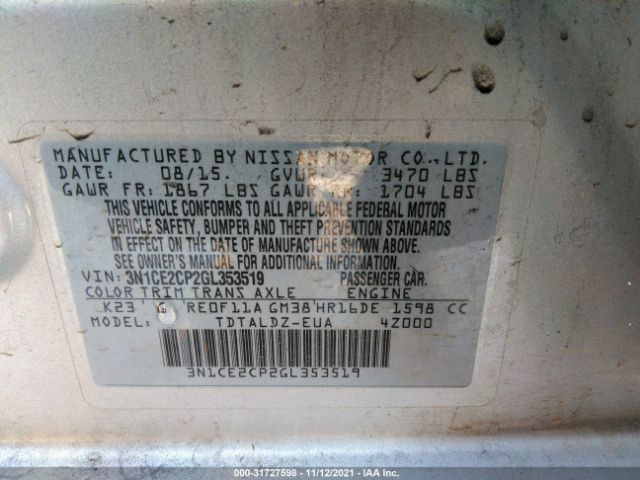 MANUFACTURED BY NISSAN MOTOR CO.,LTD.
DATE: 08/15. GVWR 3470 LBS
GAWR FR: 1867 LBS GAWR RR: 1704 LBS
THIS VEHICLE CONFORMS TO ALL APPLICABLE FEDERAL MOTOR
VEHICLE SAFETY, BUMPER AND THEFT PREVENTION STANDARDS
IN EFFECT ON THE DATE OF MANUFACTURE SHOWN ABOVE.
SEE OWNER'S MANUAL FOR ADDITIONAL INFORMATION.
VIN: 3N1CE2CP2GL353519 PASSENGER CAR.
COLOR TRIM TRANS AXLE ENGINE
K23 G RE0F11A GM38 HR16DE 1598 CC
MODEL: TDTALDZ-EUA 4Z000
3N1CE2CP2GL353519
000-31727598 - 11/12/2021 - IAA Inc.